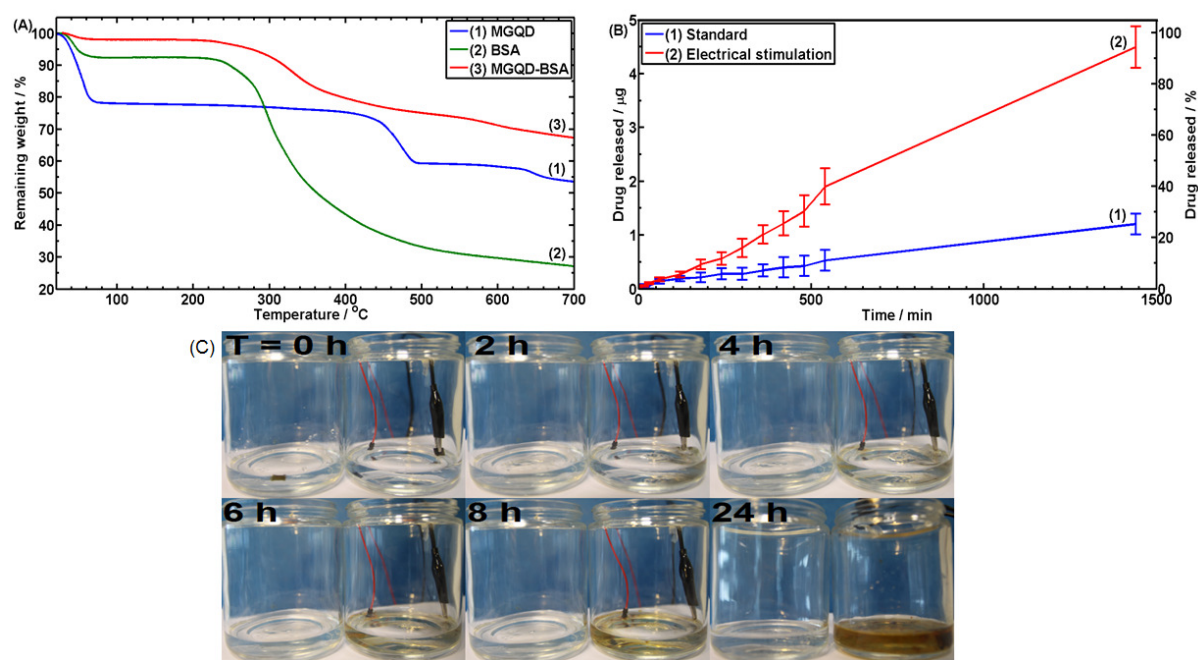 (A)
(1) MGQD
(2) BSA
(3) MGQD-BSA
Remaining weight / %
100
90
80
70
60
50
40
30
20
(3)
(1)
(2)
100 200 300 400 500 600 700
Temperature / °C
(B)
(1) Standard
(2) Electrical stimulation
Drug released / µg
5
4
3
2
1
0
(2)
(1)
100
80
60
40
20
0
Drug released / %
0 500 1000 1500
Time / min
(C)
T = 0 h
2 h
4 h
6 h
8 h
24 h